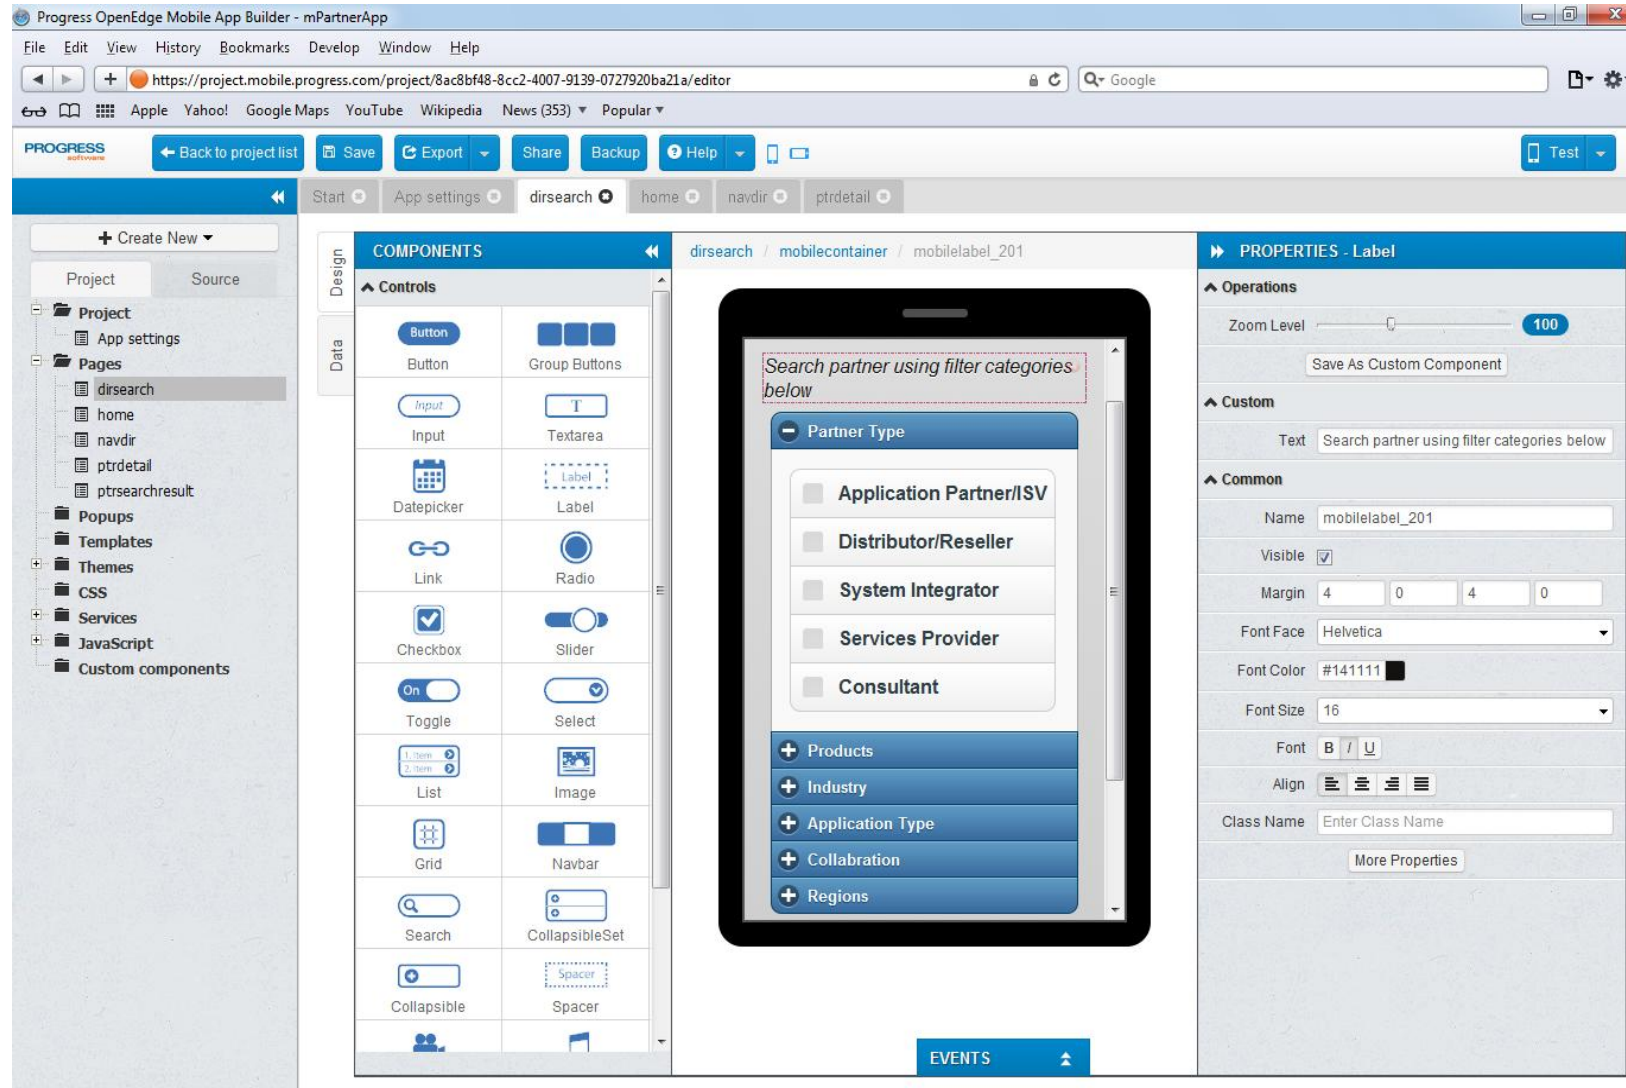 Progress OpenEdge Mobile App Builder - mPartnerApp
File Edit View History Bookmarks Develop Window Help
https://project.mobile.progress.com/project/8ac8bf48-8cc2-4007-9139-0727920ba21a/editor
Google
Apple Yahoo! Google Maps YouTube Wikipedia News (353) Popular
PROGRESS
software
Back to project list Save Export Share Backup Help Test
Start App settings dirsearch home navdir ptrdetail
Create New
Project Source
Project
App settings
Pages
dirsearch
home
navdir
ptrdetail
ptrsearchresult
Popups
Templates
Themes
CSS
Services
JavaScript
Custom components
Design
Data
COMPONENTS
Controls
Button
Button Group Buttons
Input T
Input Textarea
Label
Datepicker Label
Link Radio
Checkbox Slider
On
Toggle Select
1. Item
2. Item
List Image
Grid Navbar
Search CollapsibleSet
Spacer
Collapsible Spacer
dirsearch / mobilecontainer / mobilelabel_201
Search partner using filter categories
below
Partner Type
Application Partner/ISV
Distributor/Reseller
System Integrator
Services Provider
Consultant
Products
Industry
Application Type
Collabration
Regions
EVENTS
PROPERTIES - Label
Operations
Zoom Level 100
Save As Custom Component
Custom
Text Search partner using filter categories below
Common
Name mobilelabel_201
Visible
Margin 4 0 4 0
Font Face Helvetica
Font Color #141111
Font Size 16
Font B I U
Align
Class Name Enter Class Name
More Properties